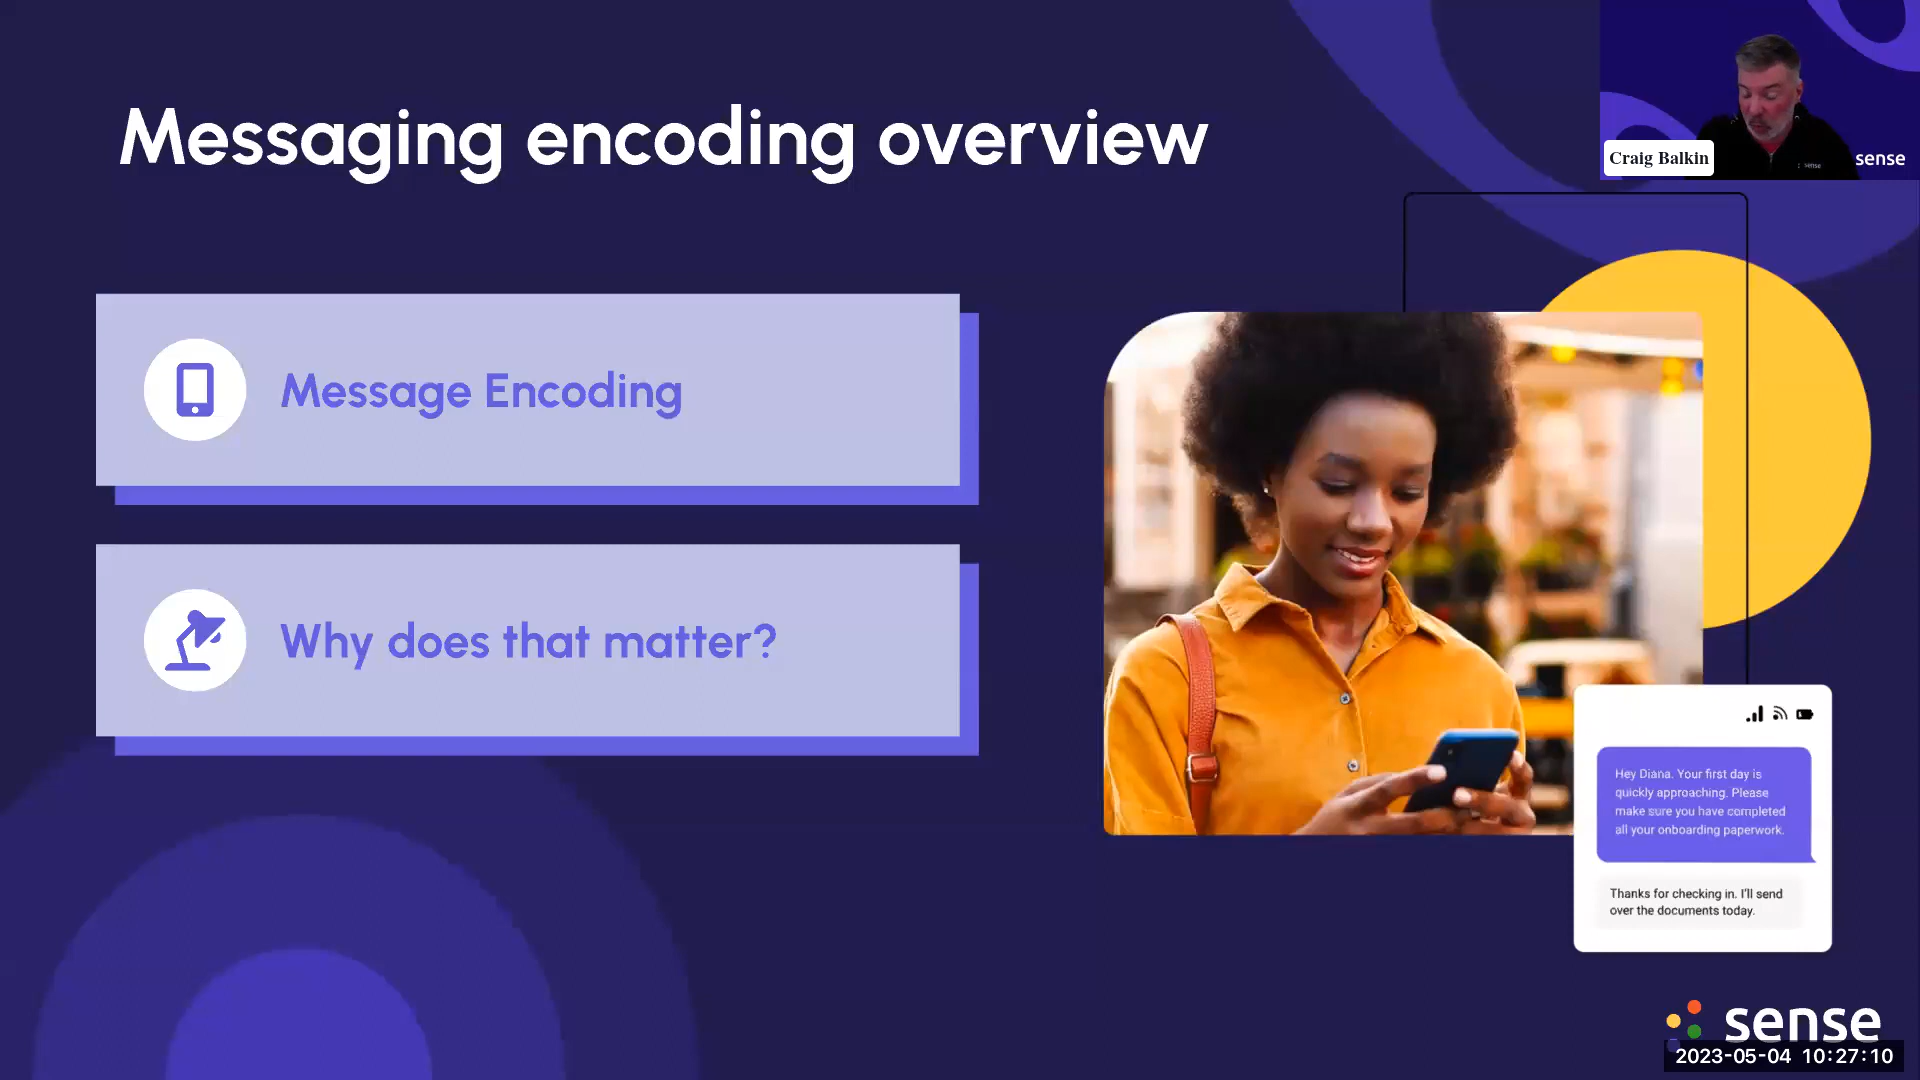 Messaging encoding overview
Craig Balkin
sense
Message Encoding
Why does that matter?
Hey Diana. Your first day is
quickly approaching. Please
make sure you have completed
all your onboarding paperwork.
Thanks for checking in. I'll send
over the documents today.
sense
2023-05-04 10:27:10